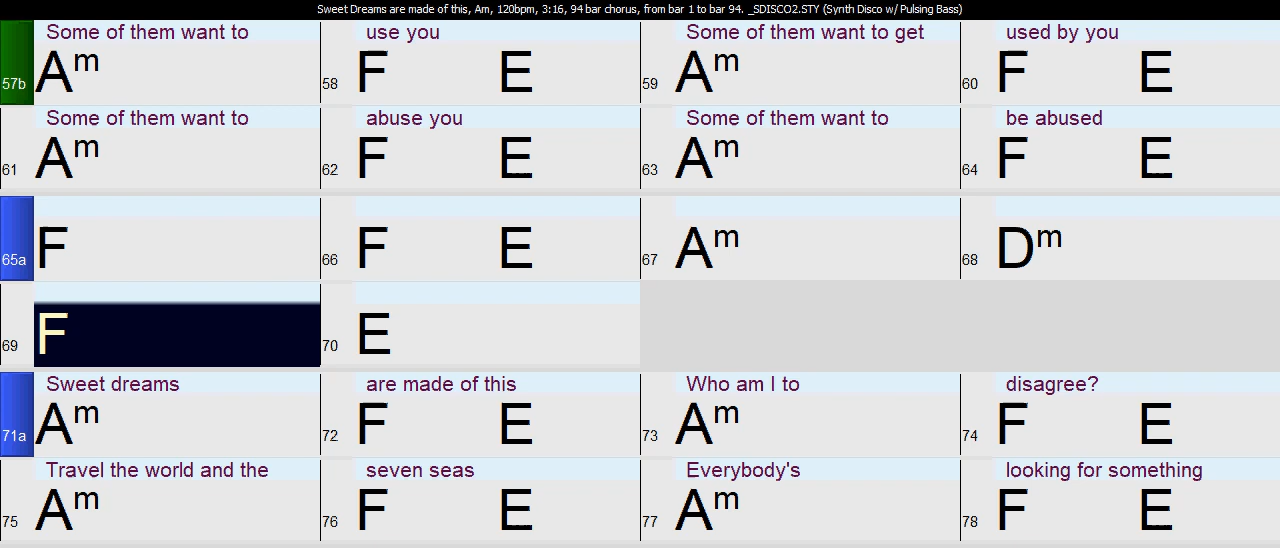 Sweet Dreams are made of this, Am, 120bpm, 3:16, 94 bar chorus, from bar 1 to bar 94. _SDISCO2.STY (Synth Disco w/ Pulsing Bass)
Some of them want to use you Some of them want to get used by you
57b Am 58 F E 59 Am 60 F E
Some of them want to abuse you Some of them want to be abused
61 Am 62 F E 63 Am 64 F E
65a F 66 F E 67 Am 68 Dm
69 F 70 E
Sweet dreams are made of this Who am I to disagree?
71a Am 72 F E 73 Am 74 F E
Travel the world and the seven seas Everybody's looking for something
75 Am 76 F E 77 Am 78 F E